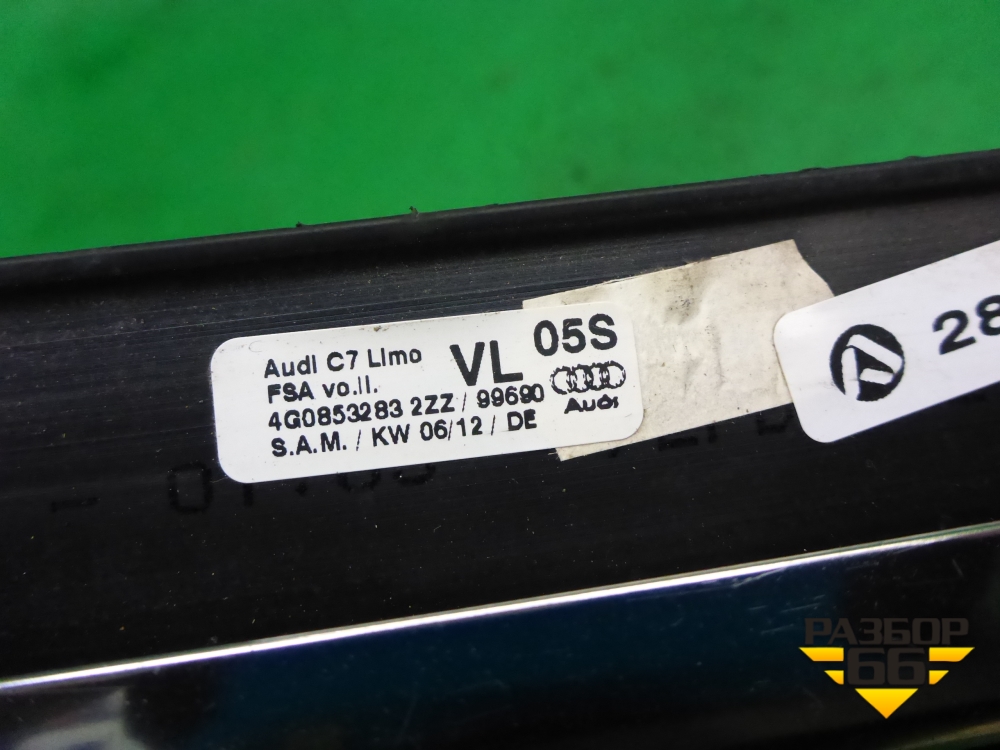 Audi C7 Limo
FSA vo.li.
VL
05S
4G0853283 2ZZ / 99690
S.A.M. / KW 06/12 / DE
Audi
28
РАЗБОР
66